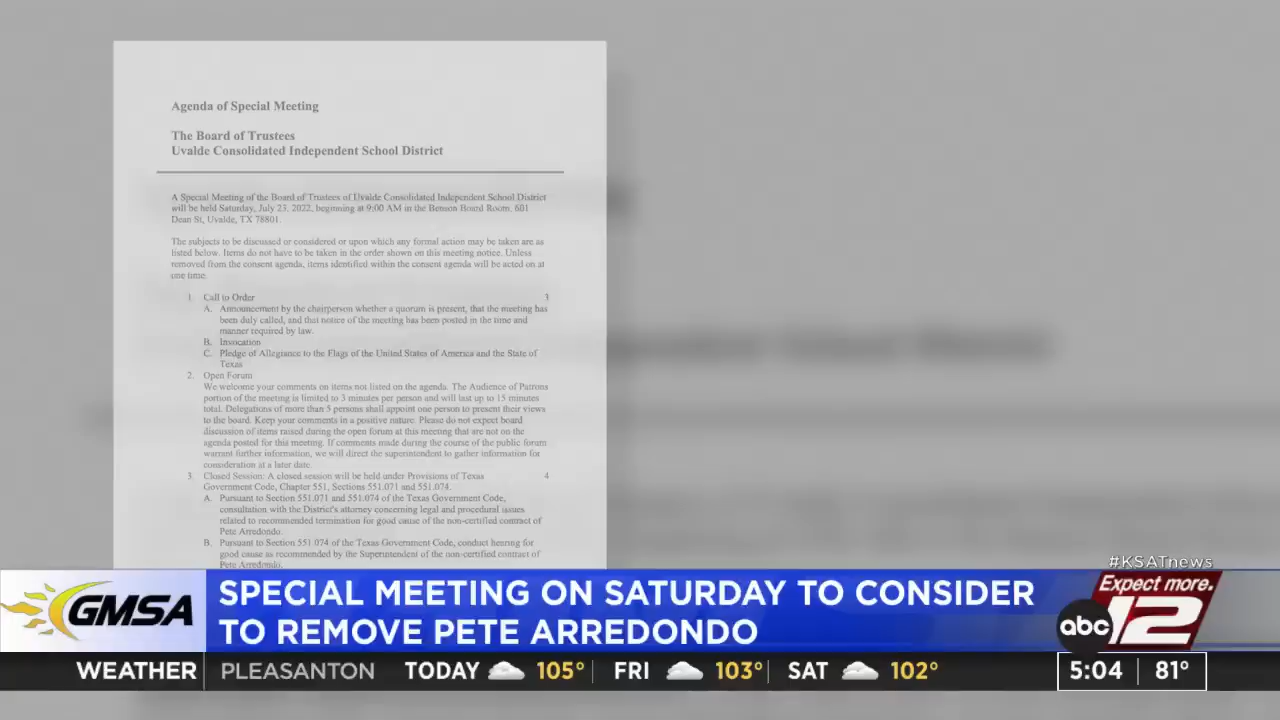 Agenda of Special Meeting
The Board of Trustees
Uvalde Consolidated Independent School District
A Special Meeting of the Board of Trustees of Uvalde Consolidated Independent School District
will be held Saturday, July 23, 2022, beginning at 9:00 AM in the Benson Board Room, 601
Dean St, Uvalde, TX 78801.
The subjects to be discussed or considered or upon which any formal action may be taken are as
listed below. Items do not have to be taken in the order shown on this meeting notice. Unless
removed from the consent agenda, items identified within the consent agenda will be acted on at
one time.
1. Call to Order 3
A. Announcement by the chairperson whether a quorum is present, that the meeting has
been duly called, and that notice of the meeting has been posted in the time and
manner required by law.
B. Invocation
C. Pledge of Allegiance to the Flags of the United States of America and the State of
Texas
2. Open Forum
We welcome your comments on items not listed on the agenda. The Audience of Patrons
portion of the meeting is limited to 3 minutes per person and will last up to 15 minutes
total. Delegations of more than 5 persons shall appoint one person to present their views
to the board. Keep your comments in a positive nature. Please do not expect board
discussion of items raised during the open forum at this meeting that are not on the
agenda posted for this meeting. If comments made during the course of the public forum
warrant further information, we will direct the superintendent to gather information for
consideration at a later date.
3. Closed Session: A closed session will be held under Provisions of Texas 4
Government Code, Chapter 551, Sections 551.071 and 551.074.
A. Pursuant to Section 551.071 and 551.074 of the Texas Government Code,
consultation with the District's attorney concerning legal and procedural issues
related to recommended termination for good cause of the non-certified contract of
Pete Arredondo.
B. Pursuant to Section 551.074 of the Texas Government Code, conduct hearing for
good cause as recommended by the Superintendent of the non-certified contract of
Pete Arredondo.
#KSATnews
GMSA
SPECIAL MEETING ON SATURDAY TO CONSIDER
TO REMOVE PETE ARREDONDO
Expect more.
abc 12
WEATHER PLEASANTON TODAY 105° FRI 103° SAT 102° 5:04 81°